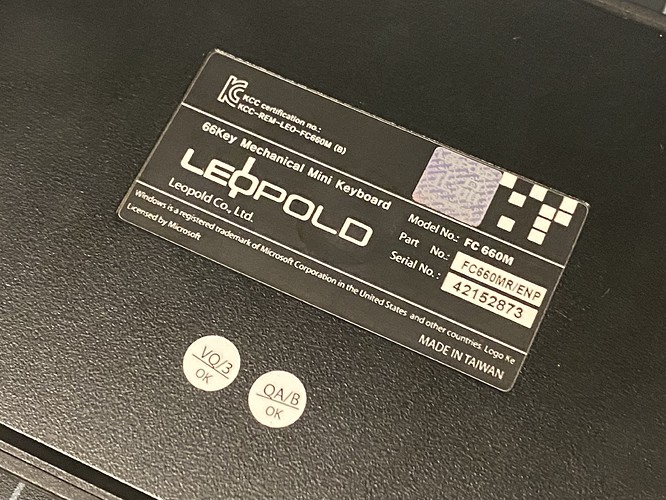 KCC certification no.:
KCC-REM-LEO-FC660M (B)
66Key Mechanical Mini Keyboard
LEOPOLD
Leopold Co., Ltd.
Model No.: FC 660M
Part No.: FC660MR/ENP
Serial No.: 42152873
Windows is a registered trademark of Microsoft Corporation in the United States and other countries. Logo Ke
Licensed by Microsoft
MADE IN TAIWAN
VQ/3
OK
QA/B
OK